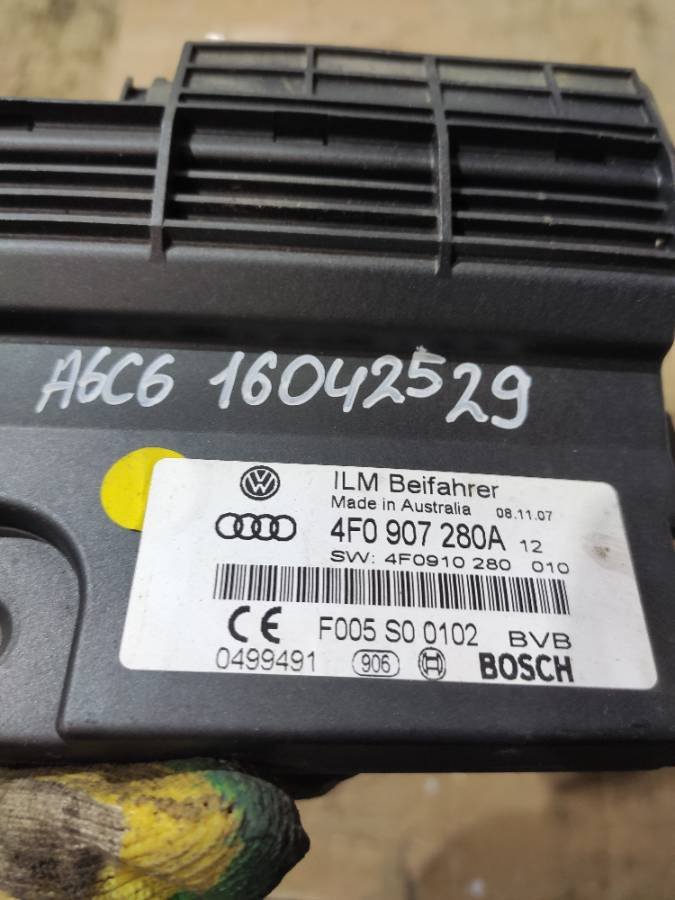 A6C6 16042529
ILM Beifahrer
Made in Australia 08.11.07
4F0 907 280A 12
SW: 4F0910 280 010
CE F005 S0 0102 BVB
0499491 906 BOSCH